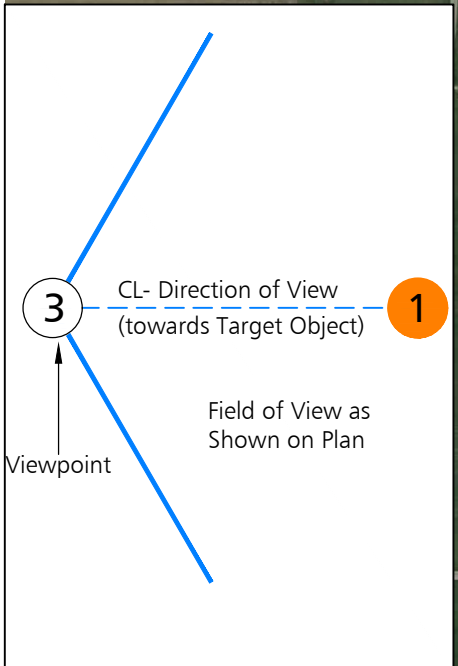 3
CL- Direction of View
(towards Target Object)
1
Field of View as
Shown on Plan
Viewpoint